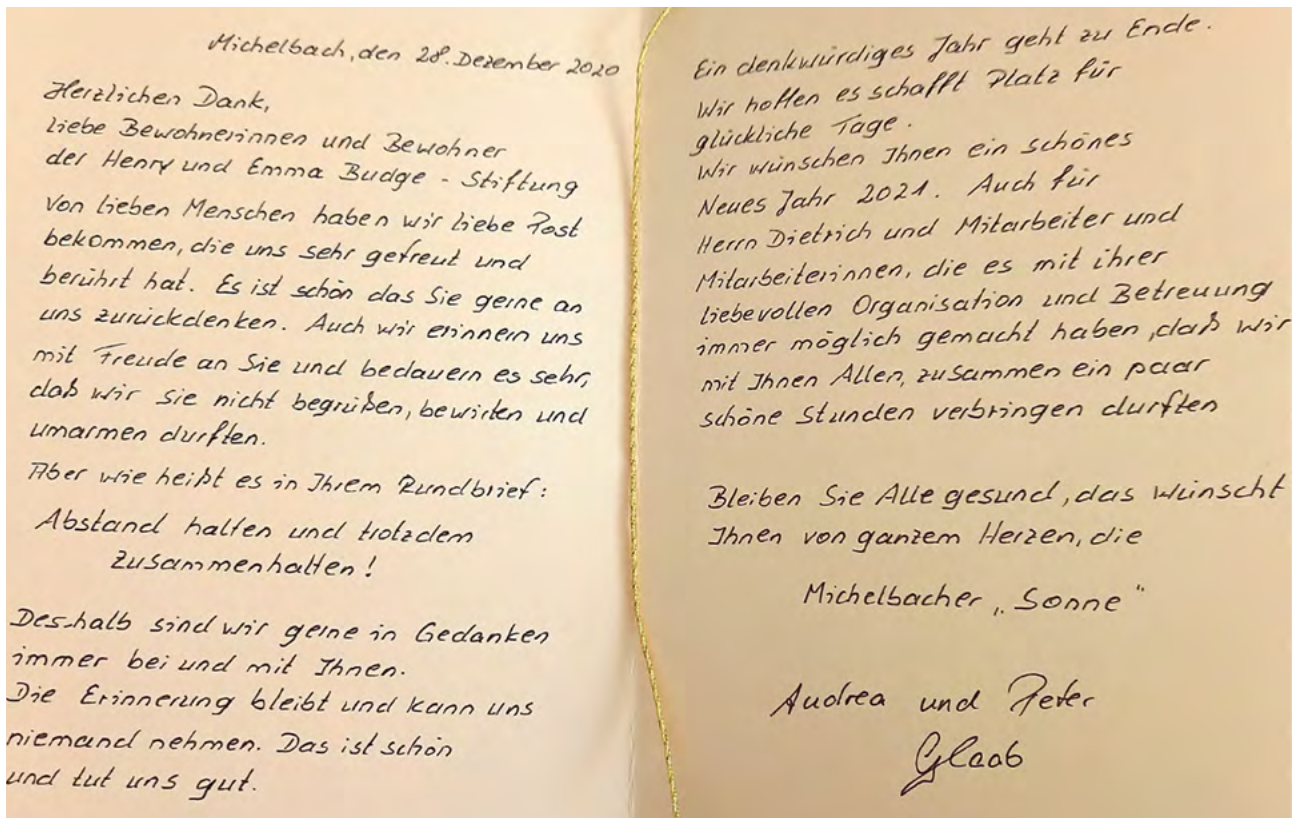 Michelbach, den 28. Dezember 2020
Herzlichen Dank,
liebe Bewohnerinnen und Bewohner
der Henry und Emma Budge - Stiftung
Von lieben Menschen haben wir liebe Post
bekommen, die uns sehr gefreut und
berührt hat. Es ist schön das Sie gerne an
uns zurückdenken. Auch wir erinnern uns
mit Freude an Sie und bedauern es sehr,
daß wir Sie nicht begrüßen, bewirten und
umarmen durften.
Aber wie heißt es in Ihrem Rundbrief:
Abstand halten und trotzdem
zusammenhalten!
Deshalb sind wir gerne in Gedanken
immer bei und mit Ihnen.
Die Erinnerung bleibt und kann uns
niemand nehmen. Das ist schön
und tut uns gut.
Ein denkwürdiges Jahr geht zu Ende.
Wir hoffen es schafft Platz für
glückliche Tage.
Wir wünschen Ihnen ein schönes
Neues Jahr 2021. Auch für
Herrn Dietrich und Mitarbeiter und
Mitarbeiterinnen, die es mit ihrer
liebevollen Organisation und Betreuung
immer möglich gemacht haben, daß wir
mit Ihnen Allen, zusammen ein paar
schöne Stunden verbringen durften
Bleiben Sie Alle gesund, das wünscht
Ihnen von ganzem Herzen, die
Michelbacher „Sonne"
Andrea und Peter
Glaab